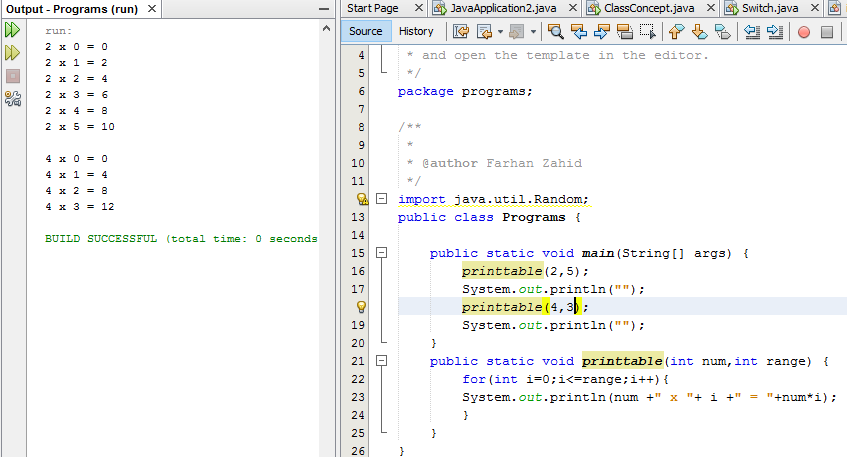 Output - Programs (run)
run:
2 x 0 = 0
2 x 1 = 2
2 x 2 = 4
2 x 3 = 6
2 x 4 = 8
2 x 5 = 10
4 x 0 = 0
4 x 1 = 4
4 x 2 = 8
4 x 3 = 12
BUILD SUCCESSFUL (total time: 0 seconds
Start Page JavaApplication2.java ClassConcept.java Switch.java
Source History
4 * and open the template in the editor.
5 */
6 package programs;
7
8 /**
9 *
10 * @author Farhan Zahid
11 */
import java.util.Random;
13 public class Programs {
14
15 public static void main(String[] args) {
16 printtable(2,5);
17 System.out.println("");
printtable(4,3);
19 System.out.println("");
20 }
21 public static void printtable(int num,int range) {
22 for(int i=0;i<=range;i++){
23 System.out.println(num +" x "+ i +" = "+num*i);
24 }
25 }
26 }